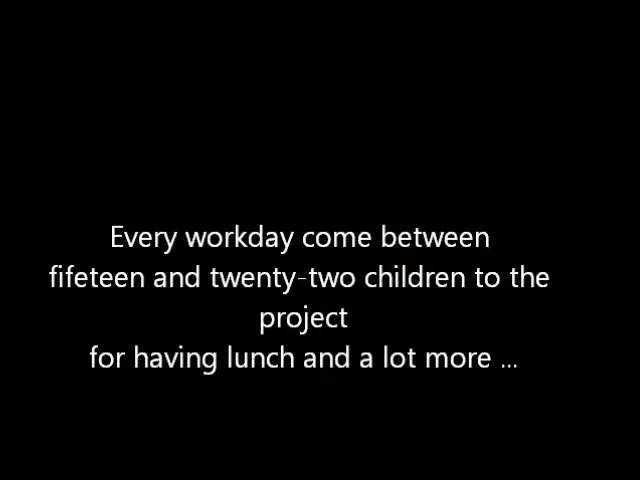 Every workday come between
fifeteen and twenty-two children to the
project
for having lunch and a lot more ...